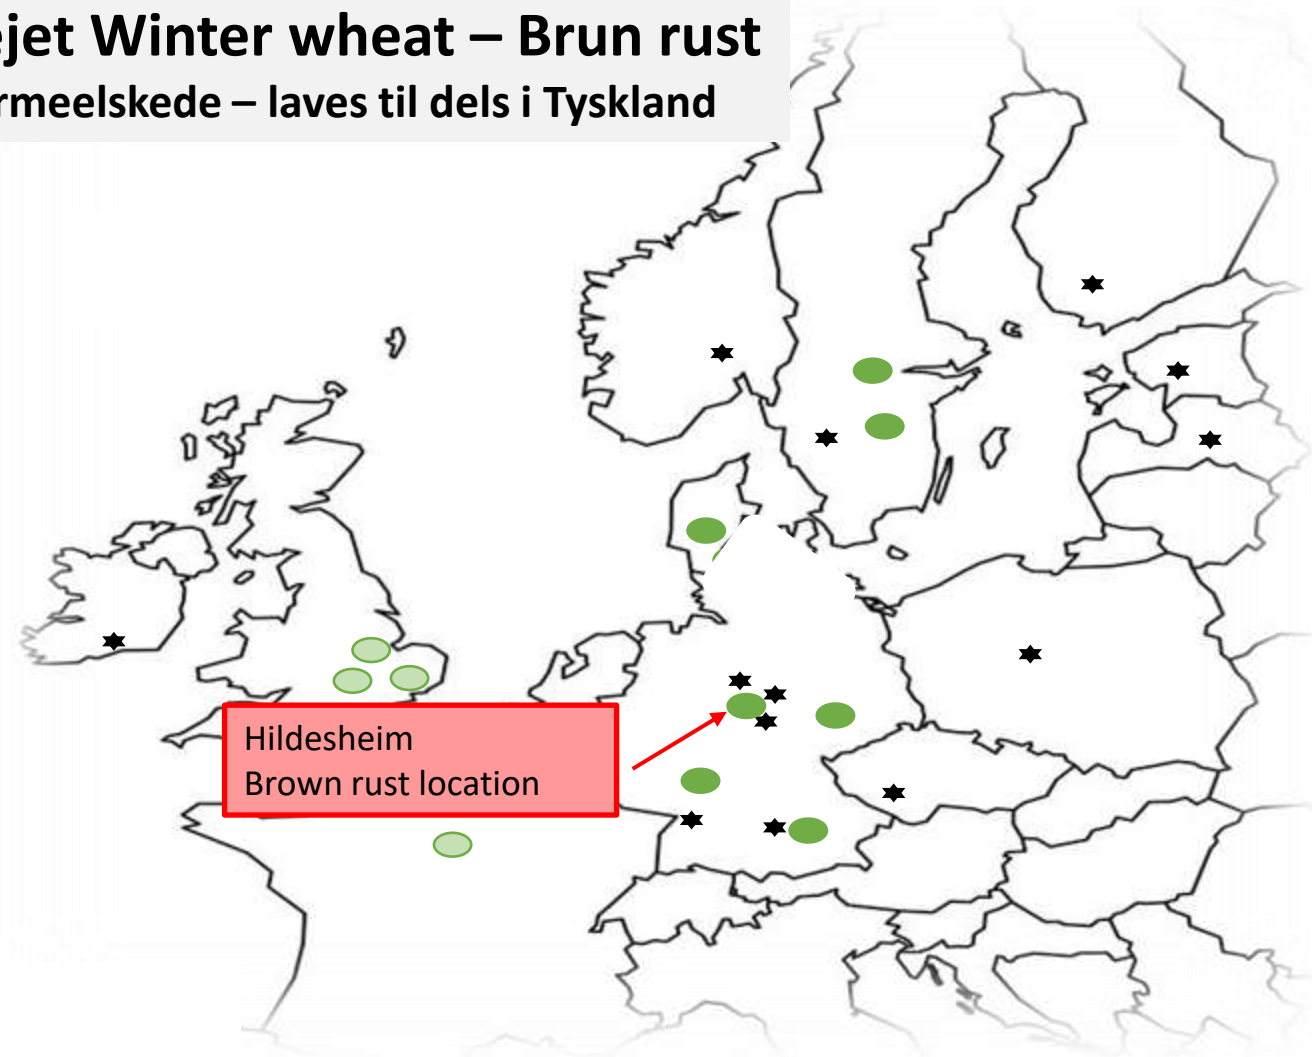 ejet Winter wheat – Brun rust
rmeelskede – laves til dels i Tyskland
Hildesheim
Brown rust location